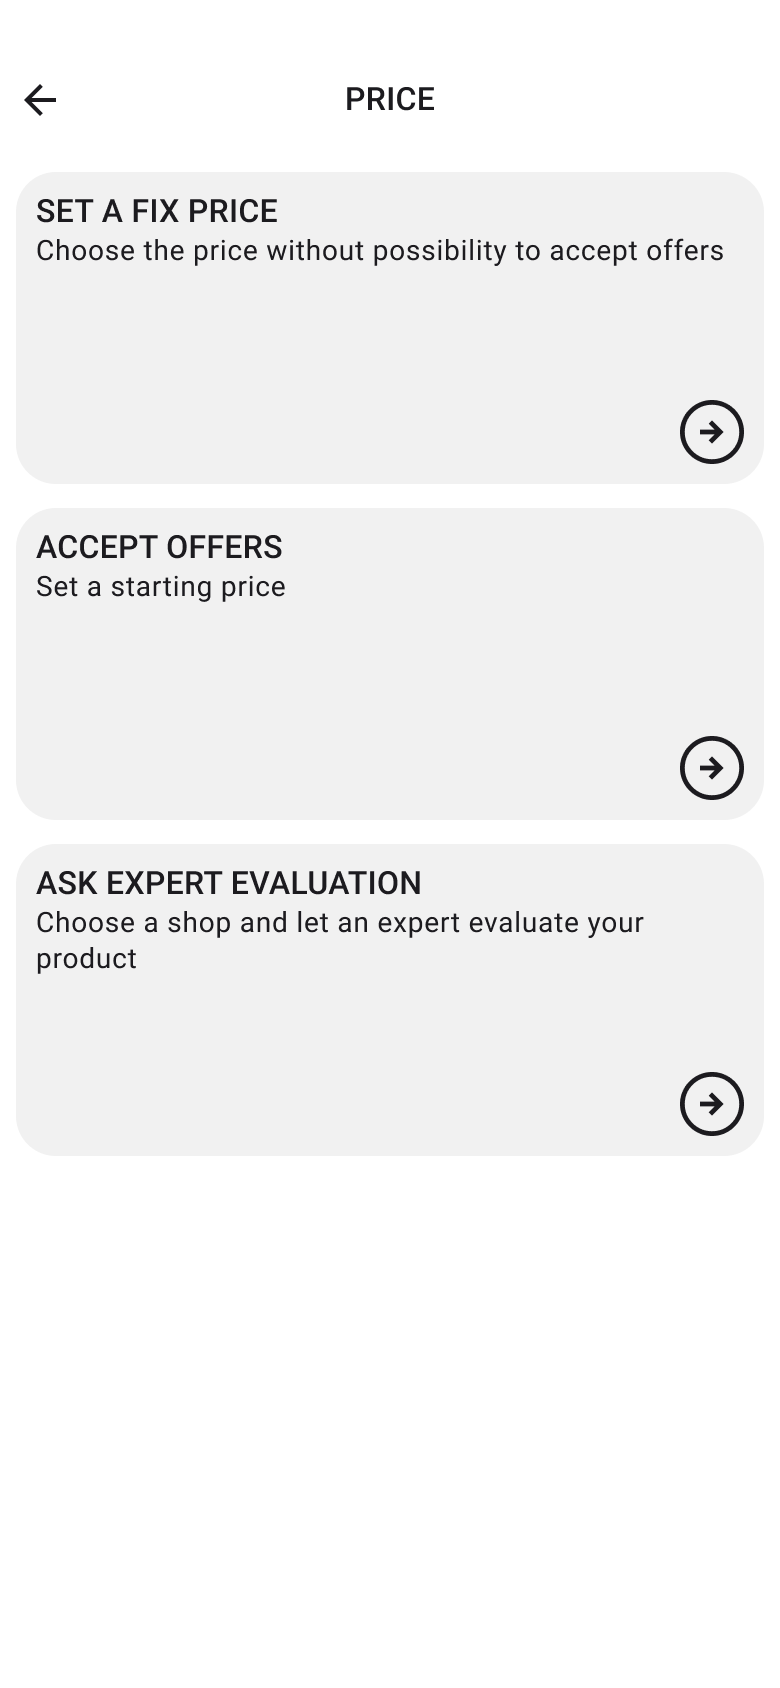 PRICE
SET A FIX PRICE
Choose the price without possibility to accept offers
ACCEPT OFFERS
Set a starting price
ASK EXPERT EVALUATION
Choose a shop and let an expert evaluate your
product